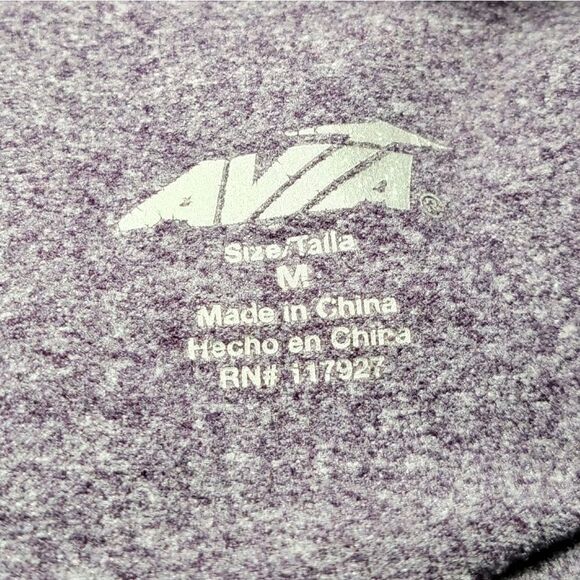 AVIA®
Size/Talla
M
Made in China
Hecho en China
RN# 117927